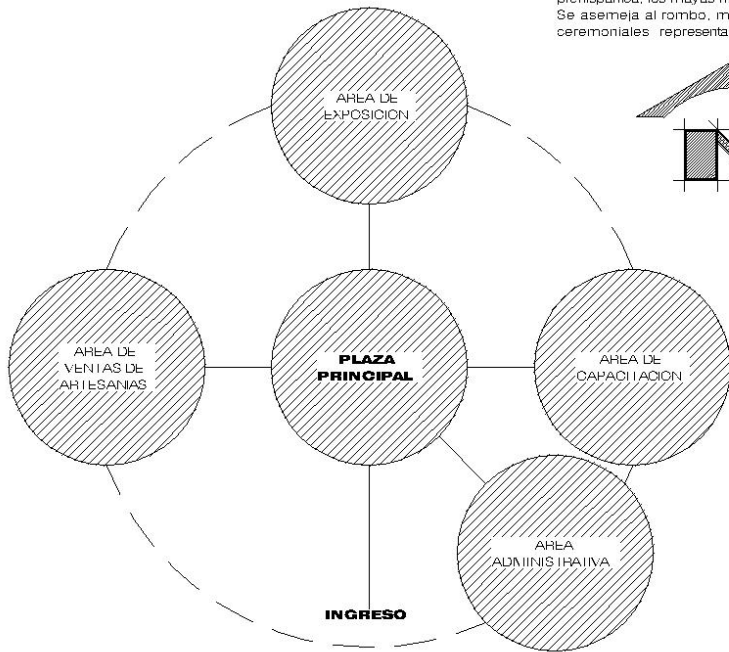 prehispánica, los mayas
Se asemeja al rombo,
ceremoniales representa
AREA DE
EXPOSICION
AREA DE
VENTAS DE
ARTESANIAS
PLAZA
PRINCIPAL
AREA DE
CAPACITACION
AREA
ADMINISTRATIVA
INGRESO